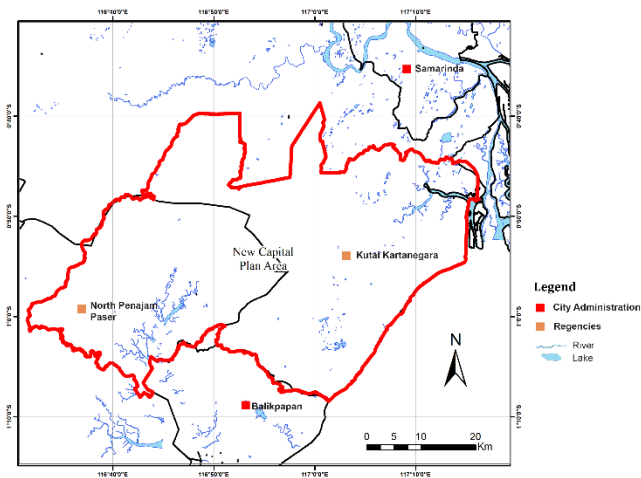 116°40'0"E 116°50'0"E 117°0'0"E 117°10'0"E
Samarinda
0°40'0"S
0°50'0"S
New Capital
Plan Area
Kutai Kartanegara
North Penajam
Paser
1°0'0"S
Balikpapan
1°10'0"S
N
0 5 10 20
Km
116°40'0"E 116°50'0"E 117°0'0"E 117°10'0"E
Legend
City Administration
Regencies
River
Lake